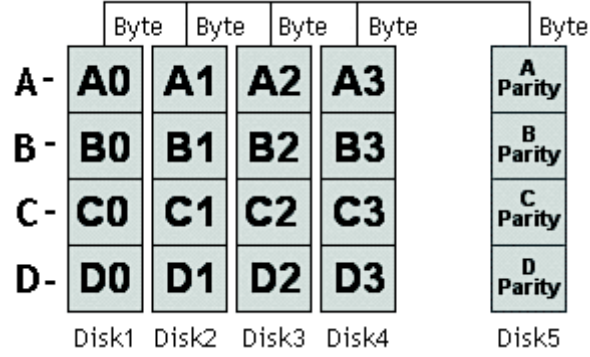 Byte Byte Byte Byte Byte
A- A0 A1 A2 A3 A Parity
B- B0 B1 B2 B3 B Parity
C- C0 C1 C2 C3 C Parity
D- D0 D1 D2 D3 D Parity
Disk1 Disk2 Disk3 Disk4 Disk5